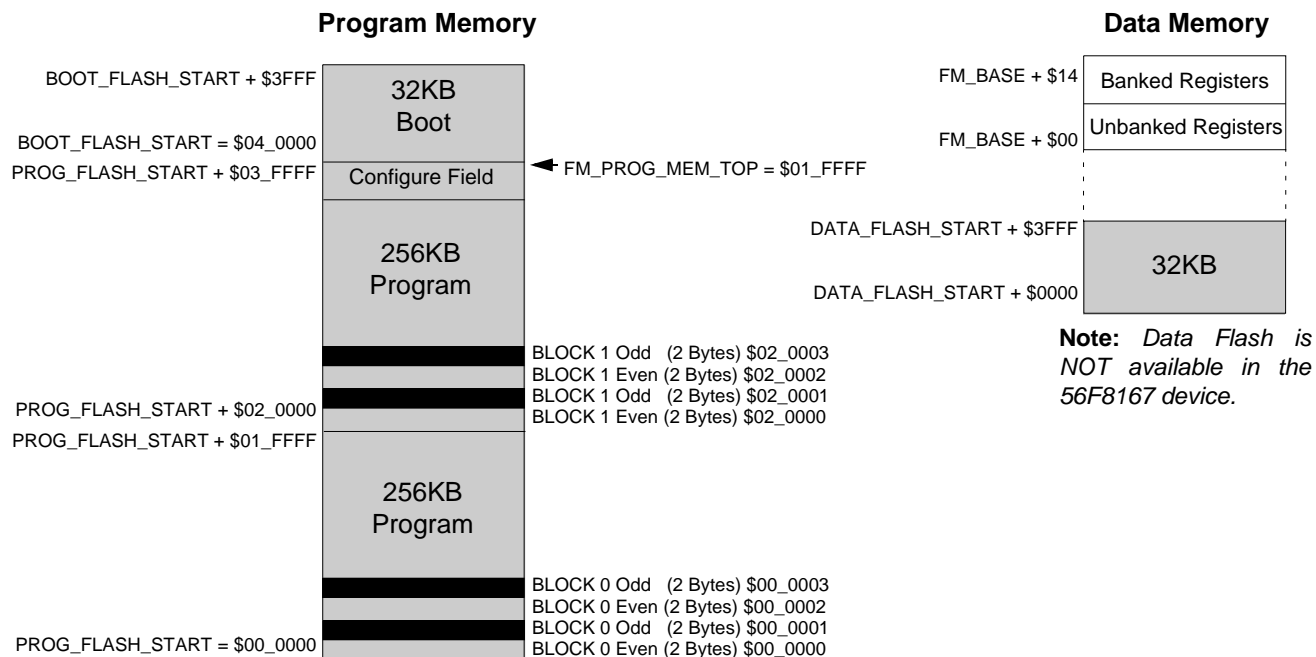 Program Memory
Data Memory
BOOT_FLASH_START + $3FFF
32KB
Boot
BOOT_FLASH_START = $04_0000
PROG_FLASH_START + $03_FFFF
Configure Field
FM_PROG_MEM_TOP = $01_FFFF
256KB
Program
BLOCK 1 Odd (2 Bytes) $02_0003
BLOCK 1 Even (2 Bytes) $02_0002
BLOCK 1 Odd (2 Bytes) $02_0001
BLOCK 1 Even (2 Bytes) $02_0000
PROG_FLASH_START + $02_0000
PROG_FLASH_START + $01_FFFF
256KB
Program
BLOCK 0 Odd (2 Bytes) $00_0003
BLOCK 0 Even (2 Bytes) $00_0002
BLOCK 0 Odd (2 Bytes) $00_0001
BLOCK 0 Even (2 Bytes) $00_0000
PROG_FLASH_START = $00_0000
FM_BASE + $14
Banked Registers
Unbanked Registers
FM_BASE + $00
DATA_FLASH_START + $3FFF
32KB
DATA_FLASH_START + $0000
Note: Data Flash is
NOT available in the
56F8167 device.